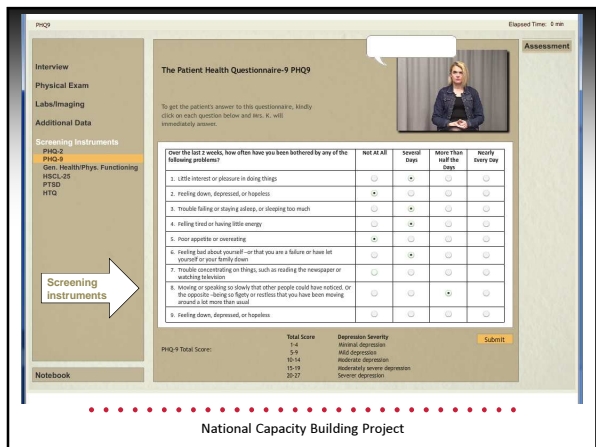 PHQ9
Elapsed Time: 0 min
Assessment
Interview
Physical Exam
Labs/Imaging
Additional Data
Screening Instruments
PHQ-2
PHQ-9
Gen. Health/Phys. Functioning
HSCL-25
PTSD
HTQ
Screening
instruments
Notebook
The Patient Health Questionnaire-9 PHQ9
To get the patient's answer to this questionnaire, kindly
click on each question below and Mrs. K. will
immediately answer.
Over the last 2 weeks, how often have you been bothered by any of the
following problems?
Not At All
Several
Days
More Than
Half the
Days
Nearly
Every Day
1. Little interest or pleasure in doing things
2. Feeling down, depressed, or hopeless
3. Trouble falling or staying asleep, or sleeping too much
4. Felling tired or having little energy
5. Poor appetite or overeating
6. Feeling bad about yourself –or that you are a failure or have let
yourself or your family down
7. Trouble concentrating on things, such as reading the newspaper or
watching television
8. Moving or speaking so slowly that other people could have noticed. Or
the opposite –being so figety or restless that you have been moving
around a lot more than usual
9. Feeling down, depressed, or hopeless
PHQ-9 Total Score:
Total Score Depression Severity
1-4 Minimal depression
5-9 Mild depression
10-14 Moderate depression
15-19 Moderately severe depression
20-27 Severer depression
Submit
National Capacity Building Project